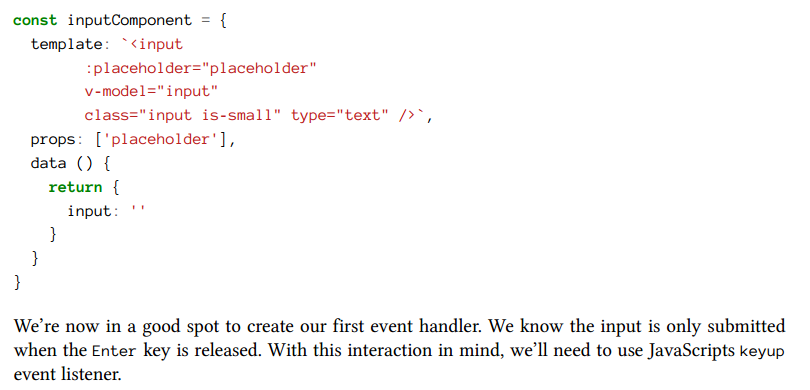 const inputComponent = {
  template: `<input
        :placeholder="placeholder"
        v-model="input"
        class="input is-small" type="text" />`,
  props: ['placeholder'],
  data () {
    return {
      input: ''
    }
  }
}
We’re now in a good spot to create our first event handler. We know the input is only submitted
when the Enter key is released. With this interaction in mind, we’ll need to use JavaScripts keyup
event listener.